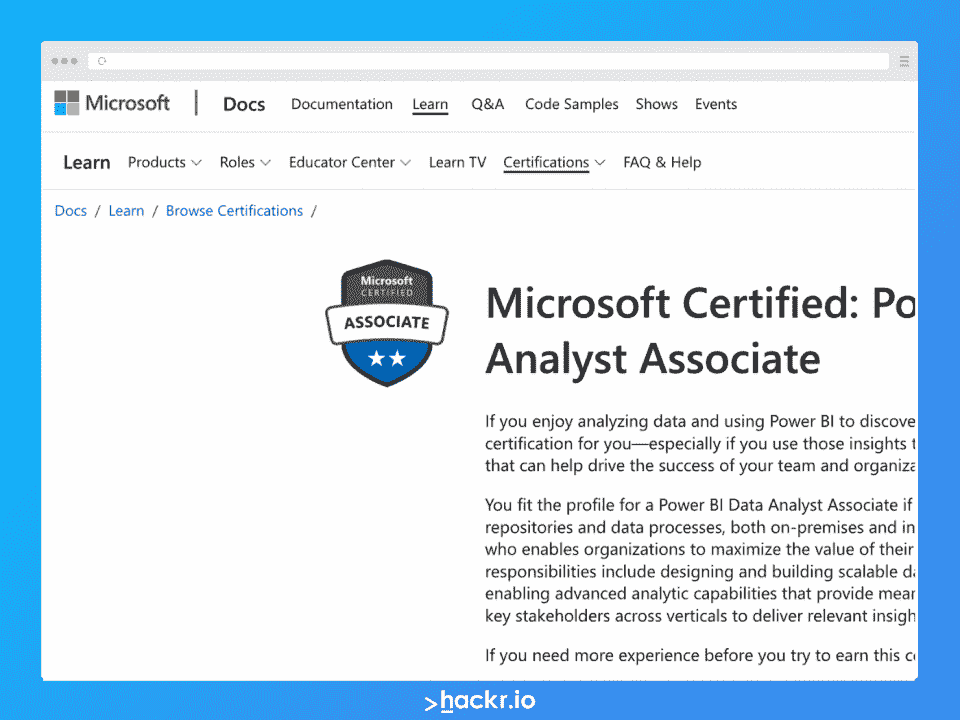 Microsoft | Docs Documentation Learn Q&A Code Samples Shows Events
Learn Products Roles Educator Center Learn TV Certifications FAQ & Help
Docs / Learn / Browse Certifications /
Microsoft
CERTIFIED
ASSOCIATE
Microsoft Certified: Po
Analyst Associate
If you enjoy analyzing data and using Power BI to discove
certification for you—especially if you use those insights t
that can help drive the success of your team and organiza
You fit the profile for a Power BI Data Analyst Associate if
repositories and data processes, both on-premises and in
who enables organizations to maximize the value of their
responsibilities include designing and building scalable da
enabling advanced analytic capabilities that provide mear
key stakeholders across verticals to deliver relevant insigh
If you need more experience before you try to earn this c
>hackr.io